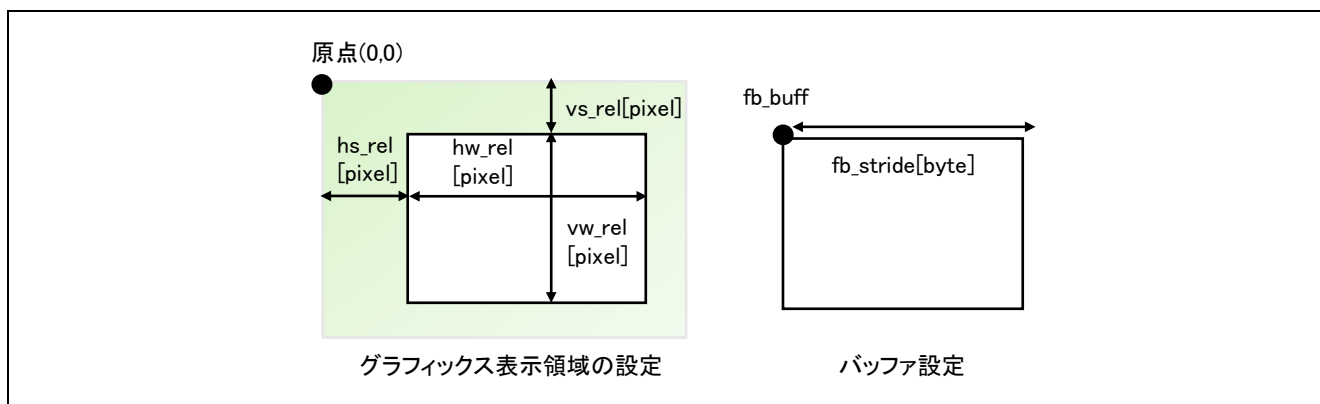 原点(0,0)
vs_rel[pixel]
hs_rel
[pixel]
hw_rel
[pixel]
vw_rel
[pixel]
グラフィックス表示領域の設定
fb_buff
fb_stride[byte]
バッファ設定